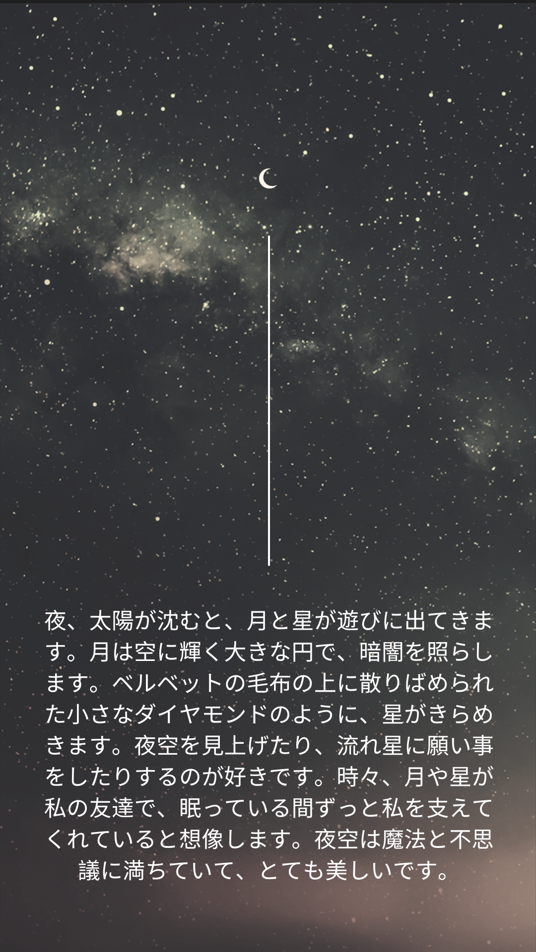 夜、太陽が沈むと、月と星が遊びに出てきま
す。月は空に輝く大きな円で、暗闇を照らし
ます。ベルベットの毛布の上に散りばめられ
た小さなダイヤモンドのように、星がきらめ
きます。夜空を見上げたり、流れ星に願い事
をしたりするのが好きです。時々、月や星が
私の友達で、眠っている間ずっと私を支えて
くれていると想像します。夜空は魔法と不思
議に満ちていて、とても美しいです。